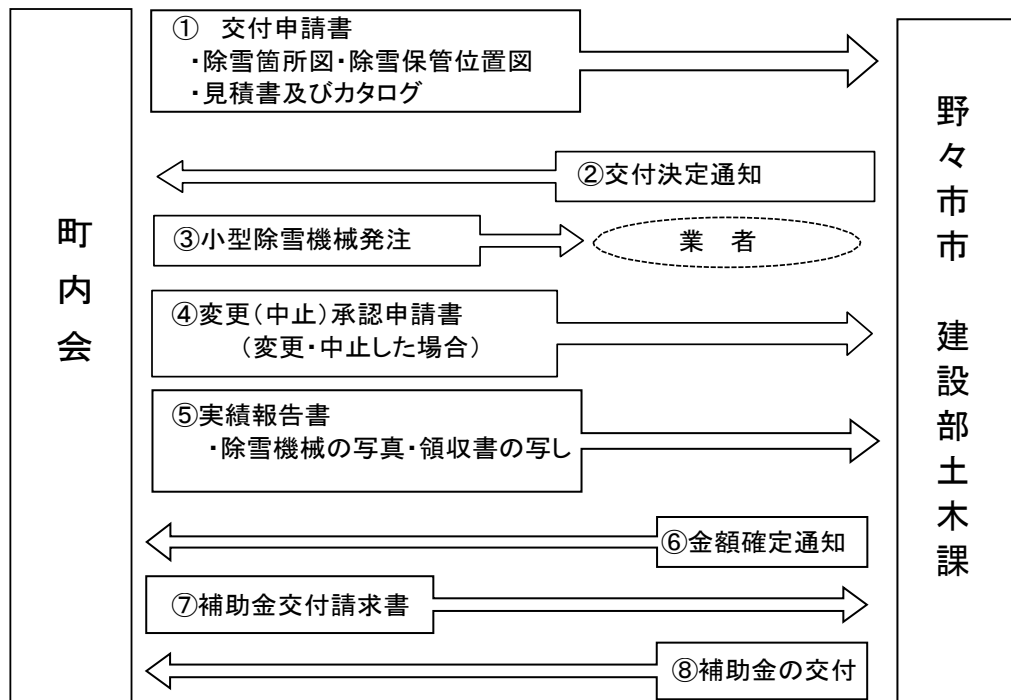 町内会
① 交付申請書
・除雪箇所図・除雪保管位置図
・見積書及びカタログ
②交付決定通知
③小型除雪機械発注
業 者
④変更(中止)承認申請書
(変更・中止した場合)
⑤実績報告書
・除雪機械の写真・領収書の写し
⑥金額確定通知
⑦補助金交付請求書
⑧補助金の交付
野々市市 建設部土木課